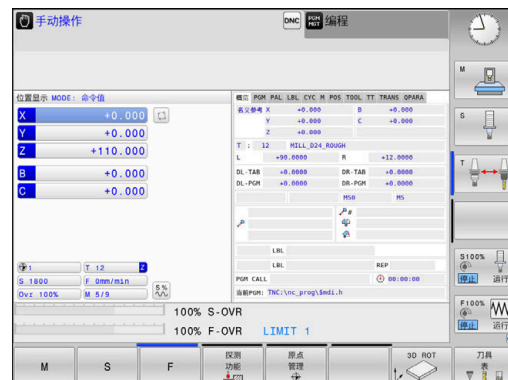 手动操作
DNC
PGM MGT
编程
位置显示 MODE: 命令值
X +0.000
Y +0.000
Z +110.000
B +0.000
C +0.000
1 T 12 Z
S 1800 F 0mm/min
Ovr 100% M 5/9
S %
概览 PGM PAL LBL CYC M POS TOOL TT TRANS OPARA
名义参考 X +0.000 B +0.000
Y +0.000 C +0.000
Z +0.000
T : 12 MILL_D24_ROUGH
L +90.0000 R +12.0000
DL-TAB +0.0000 DR-TAB +0.0000
DL-PGM +0.0000 DR-PGM +0.0000
M50 M5
P
P #
LBL
LBL REP
PGM CALL 00:00:00
当前PGM: TNC:\nc_prog\$mdi.h
100% S-OVR
100% F-OVR LIMIT 1
M
S
T
S100%
停止 运行
F100%
停止 运行
M
S
F
探测 功能
原点 管理
3D ROT
刀具 表